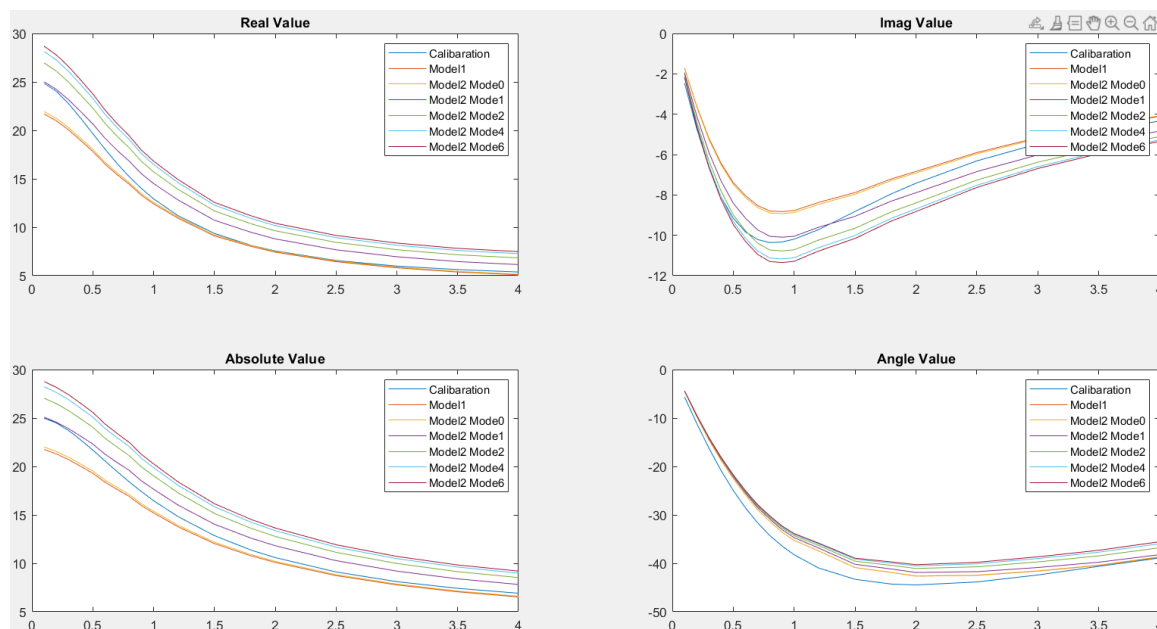 Real Value
30
25
20
15
10
5
0 0.5 1 1.5 2 2.5 3 3.5 4
Calibaration
Model1
Model2 Mode0
Model2 Mode1
Model2 Mode2
Model2 Mode4
Model2 Mode6
Imag Value
0
-2
-4
-6
-8
-10
-12
0 0.5 1 1.5 2 2.5 3 3.5 4
Calibaration
Model1
Model2 Mode0
Model2 Mode1
Model2 Mode2
Model2 Mode4
Model2 Mode6
Absolute Value
30
25
20
15
10
5
0 0.5 1 1.5 2 2.5 3 3.5 4
Calibaration
Model1
Model2 Mode0
Model2 Mode1
Model2 Mode2
Model2 Mode4
Model2 Mode6
Angle Value
0
-10
-20
-30
-40
-50
0 0.5 1 1.5 2 2.5 3 3.5 4
Calibaration
Model1
Model2 Mode0
Model2 Mode1
Model2 Mode2
Model2 Mode4
Model2 Mode6